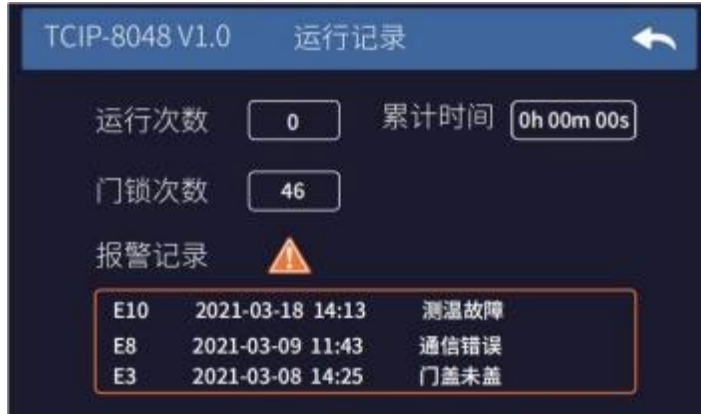 TCIP-8048 V1.0 运行记录
运行次数 0 累计时间 0h 00m 00s
门锁次数 46
报警记录
E10 2021-03-18 14:13 测温故障
E8 2021-03-09 11:43 通信错误
E3 2021-03-08 14:25 门盖未盖